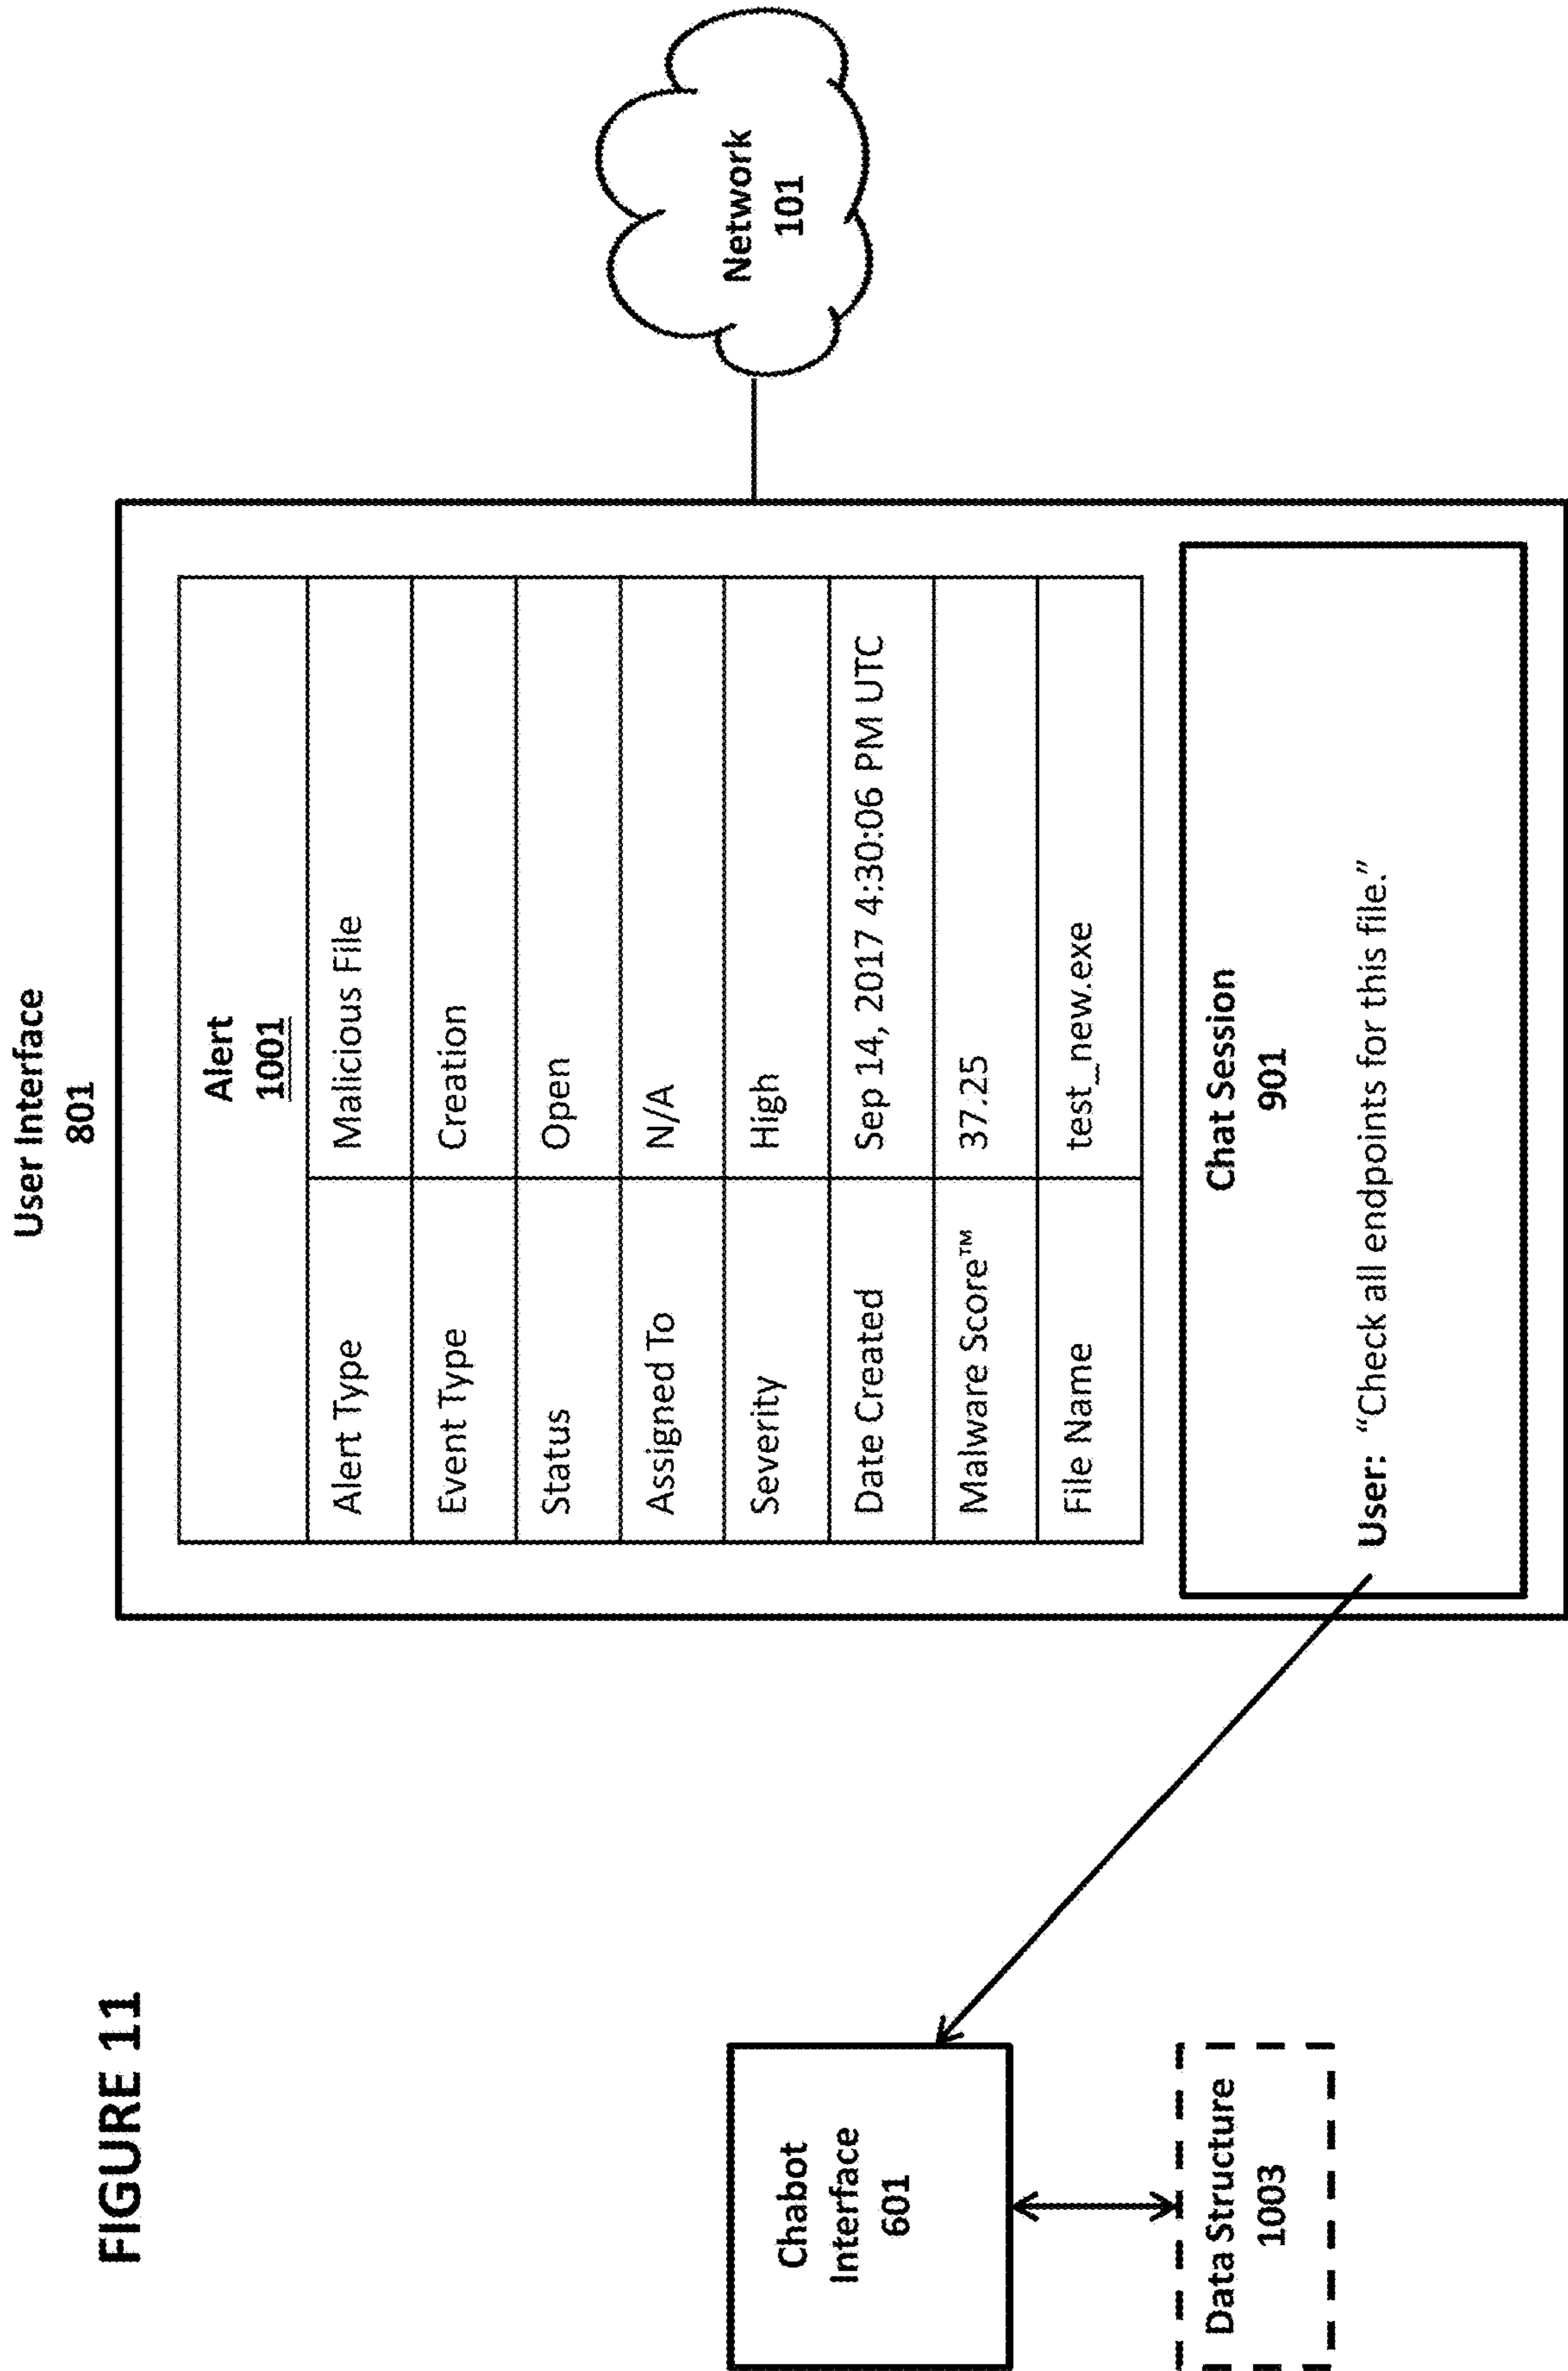 FIGURE 11
User Interface
801
Alert
1001
Alert Type Malicious File
Event Type Creation
Status Open
Assigned To N/A
Severity High
Date Created Sep 14, 2017 4:30:06 PM UTC
Malware Score™ 37.25
File Name test_new.exe
Chat Session
901
User: “Check all endpoints for this file.”
Network
101
Chabot
Interface
601
Data Structure
1003